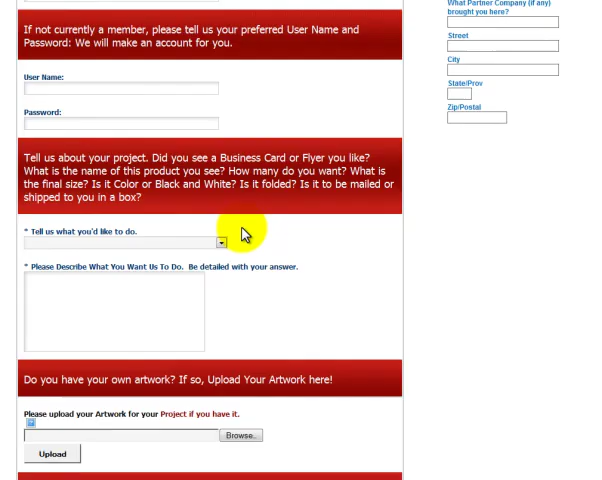 If not currently a member, please tell us your preferred User Name and
Password: We will make an account for you.
User Name:
Password:
Tell us about your project. Did you see a Business Card or Flyer you like?
What is the name of this product you see? How many do you want? What is
the final size? Is it Color or Black and White? Is it folded? Is it to be mailed or
shipped to you in a box?
* Tell us what you'd like to do.
* Please Describe What You Want Us To Do. Be detailed with your answer.
Do you have your own artwork? If so, Upload Your Artwork here!
Please upload your Artwork for your Project if you have it.
Browse..
Upload
What Partner Company (if any)
brought you here?
Street
City
State/Prov
Zip/Postal